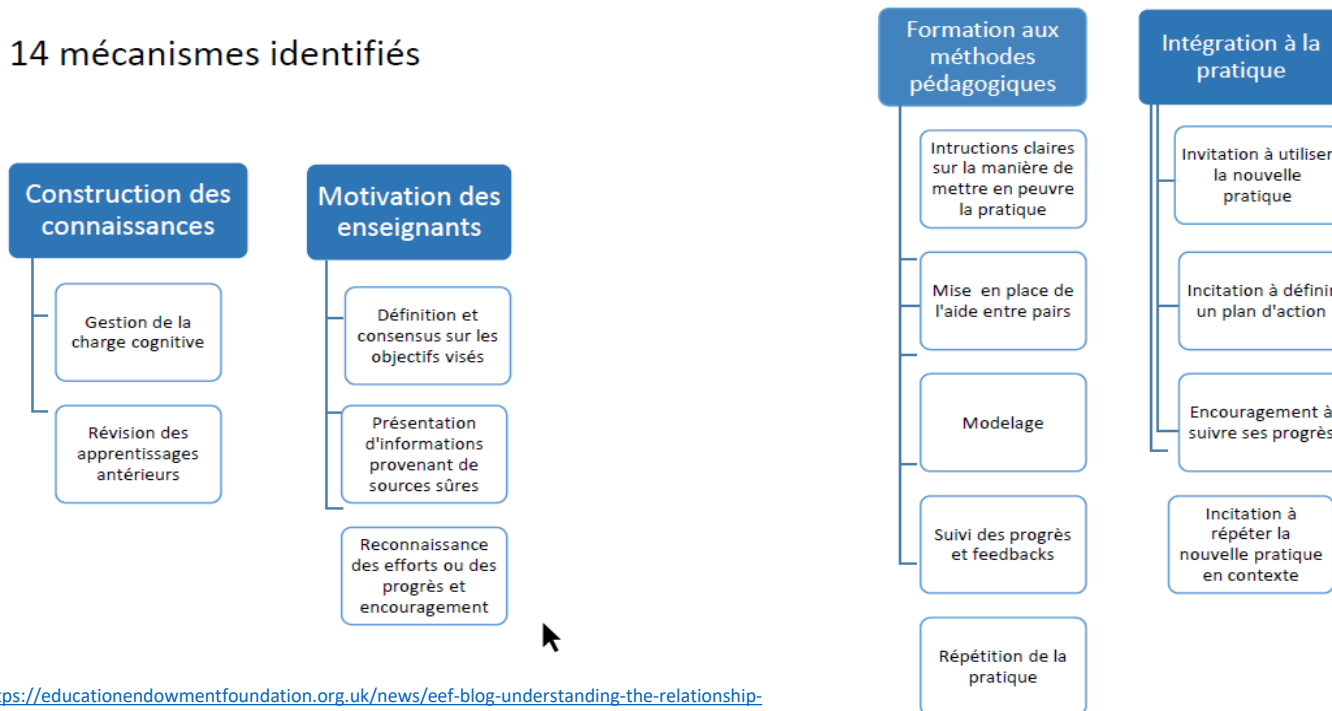 14 mécanismes identifiés
Construction des
connaissances
Gestion de la
charge cognitive
Révision des
apprentissages
antérieurs
Motivation des
enseignants
Définition et
consensus sur les
objectifs visés
Présentation
d'informations
provenant de
sources sûres
Reconnaissance
des efforts ou des
progrès et
encouragement
Formation aux
méthodes
pédagogiques
Intructions claires
sur la manière de
mettre en peuvre
la pratique
Mise en place de
l'aide entre pairs
Modelage
Suivi des progrès
et feedbacks
Répétition de la
pratique
Intégration à la
pratique
Invitation à utiliser
la nouvelle
pratique
Incitation à définir
un plan d'action
Encouragement à
suivre ses progrès
Incitation à
répéter la
nouvelle pratique
en contexte
tps://educationendowmentfoundation.org.uk/news/eef-blog-understanding-the-relationship-